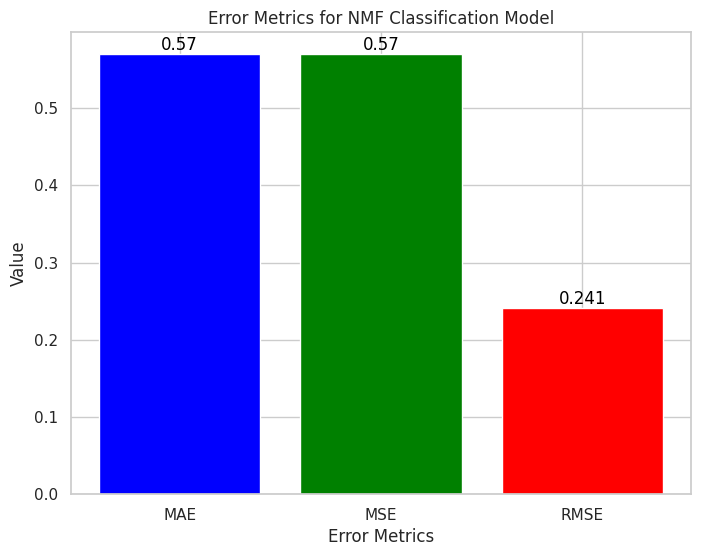 Error Metrics for NMF Classification Model
0.57
0.57
0.241
0.5
0.4
0.3
0.2
0.1
0.0
Value
MAE
MSE
RMSE
Error Metrics